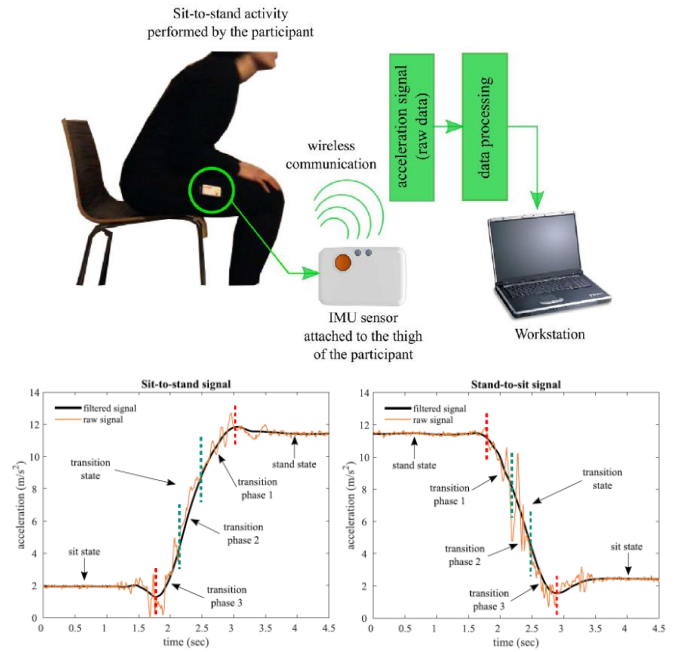 Sit-to-stand activity
performed by the participant
wireless
communication
acceleration signal
(raw data)
data processing
IMU sensor
attached to the thigh
of the participant
Workstation
Sit-to-stand signal
filtered signal
raw signal
transition
state
transition
phase 1
transition
phase 2
transition
phase 3
sit state
stand state
acceleration (m/s²)
14
12
10
8
6
4
2
0
0 0.5 1 1.5 2 2.5 3 3.5 4 4.5
time (sec)
Stand-to-sit signal
filtered signal
raw signal
stand state
transition
phase 1
transition
state
transition
phase 2
transition
phase 3
sit state
acceleration (m/s²)
14
12
10
8
6
4
2
0
0 0.5 1 1.5 2 2.5 3 3.5 4 4.5
time (sec)